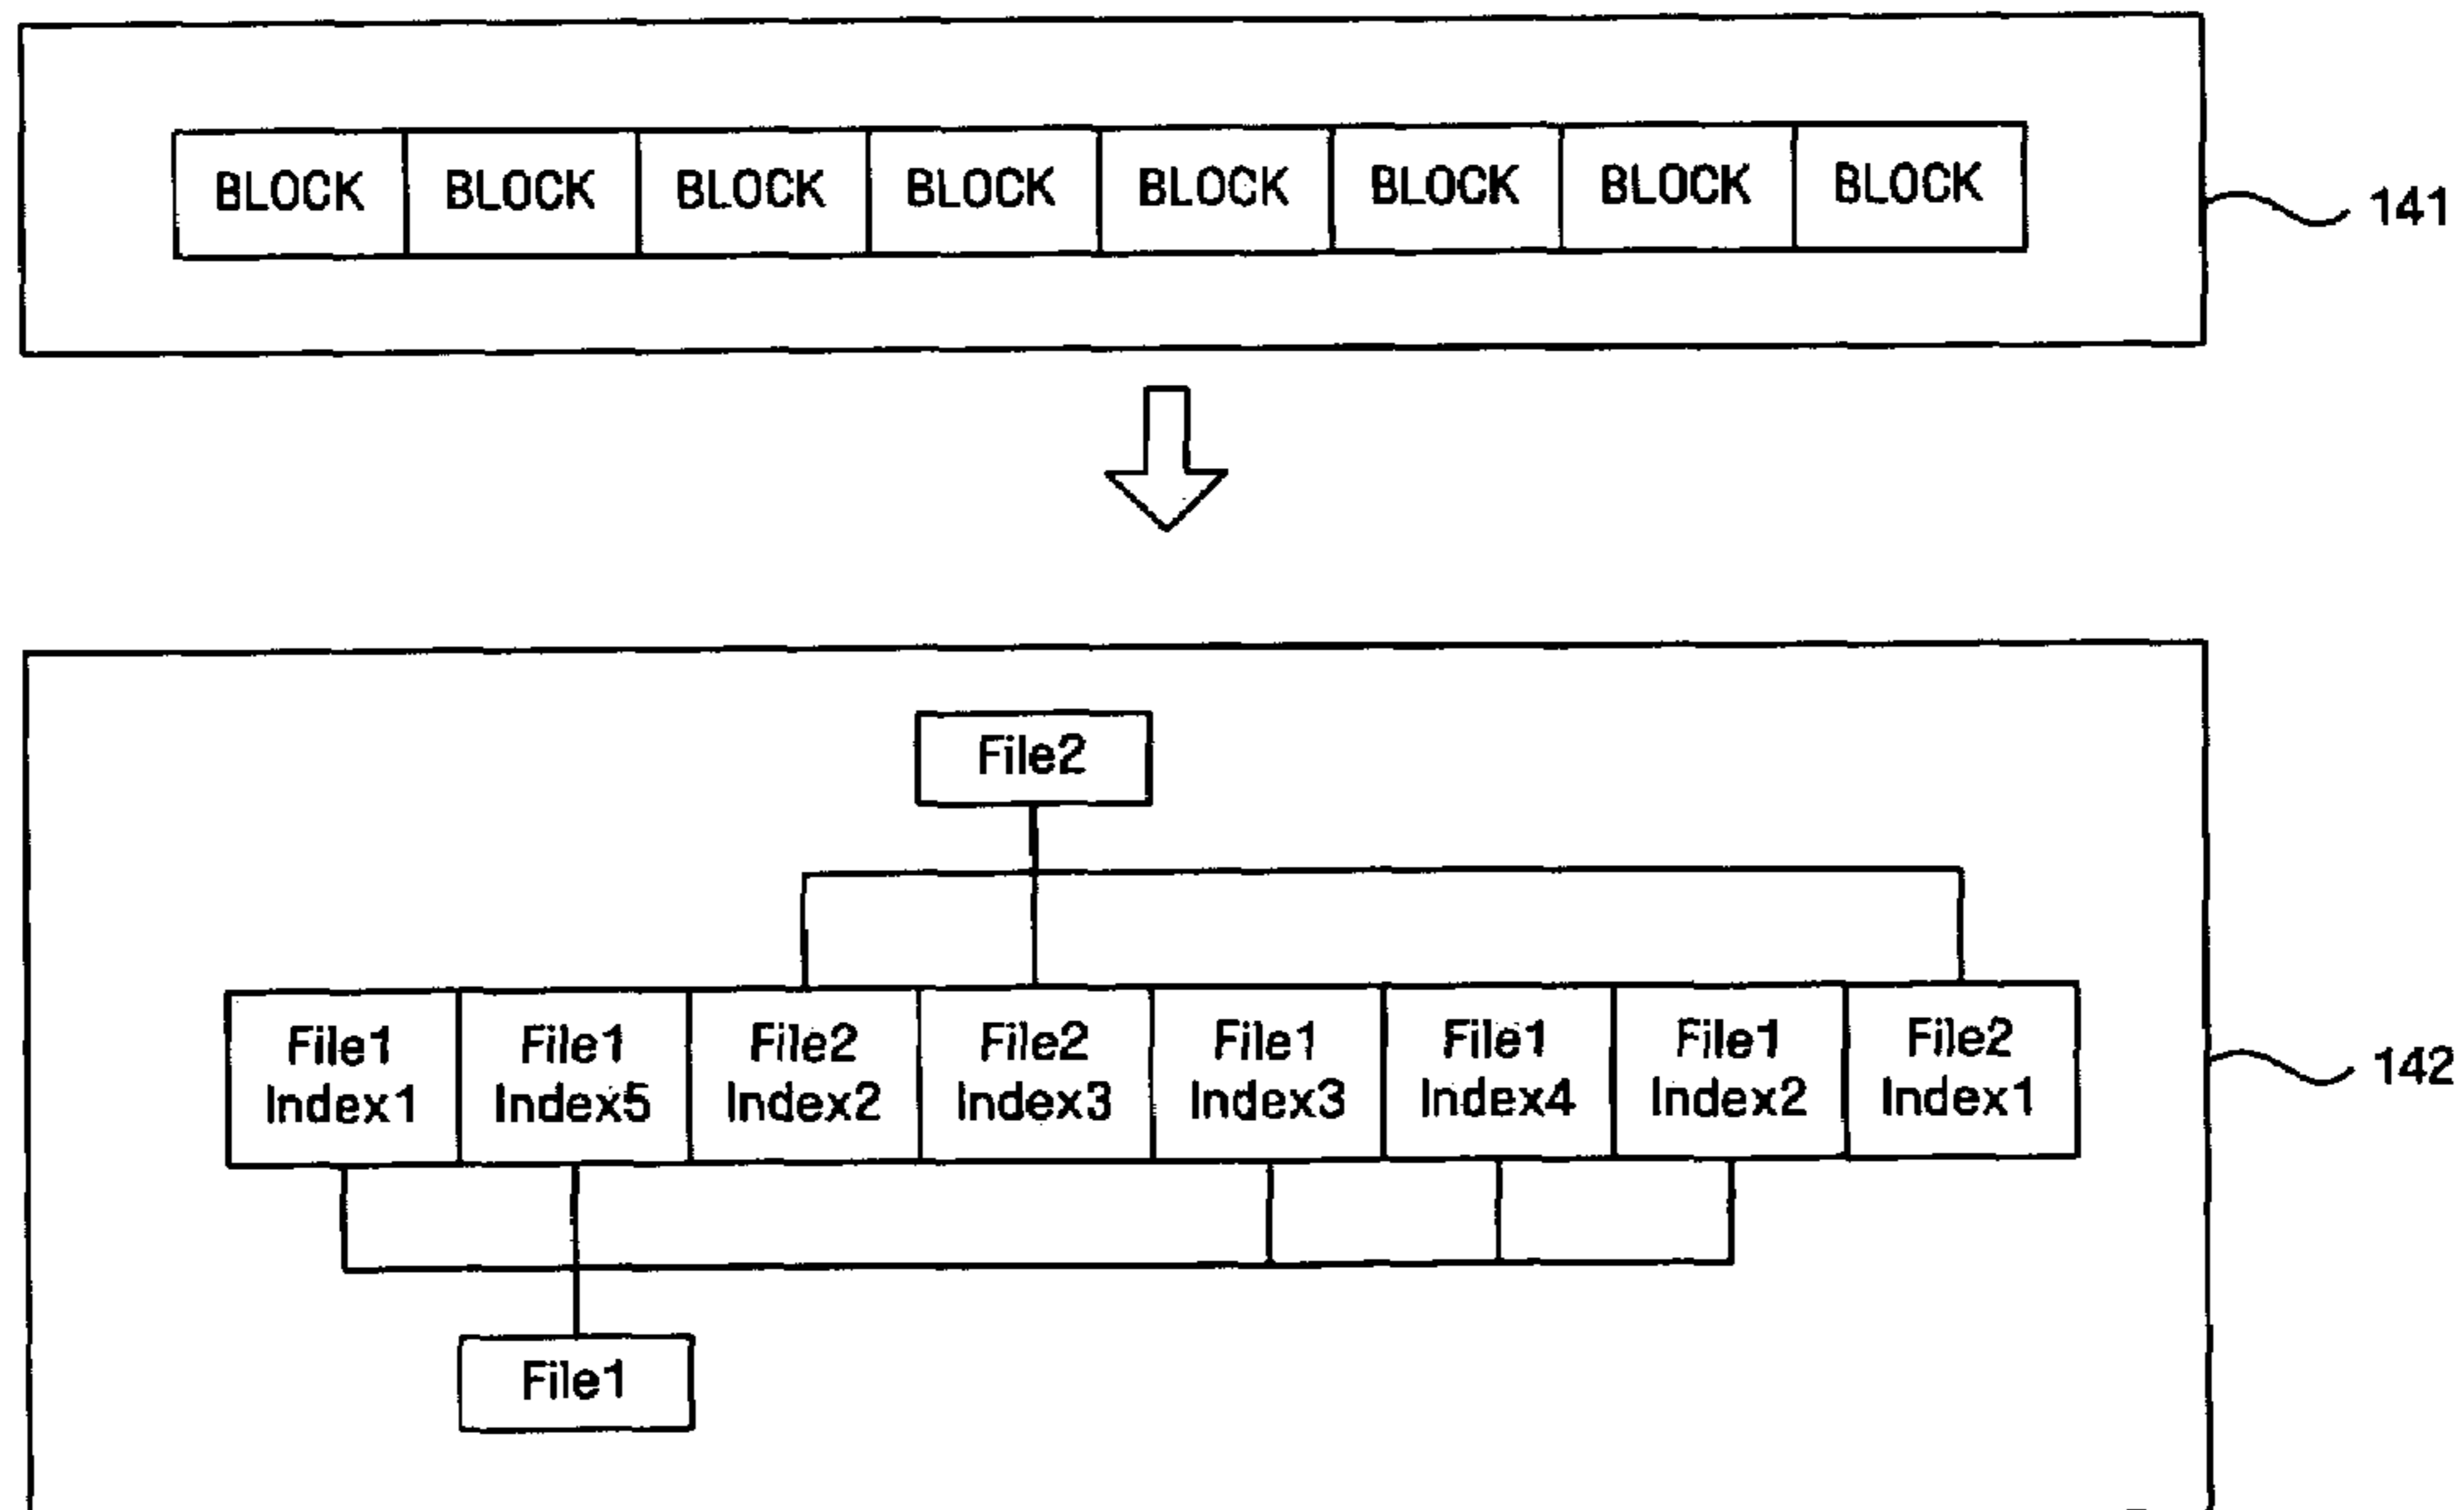 BLOCK BLOCK BLOCK BLOCK BLOCK BLOCK BLOCK BLOCK
141
File2
File1 File1 File2 File2 File1 File1 File1 File2
Index1 Index5 Index2 Index3 Index3 Index4 Index2 Index1
142
File1